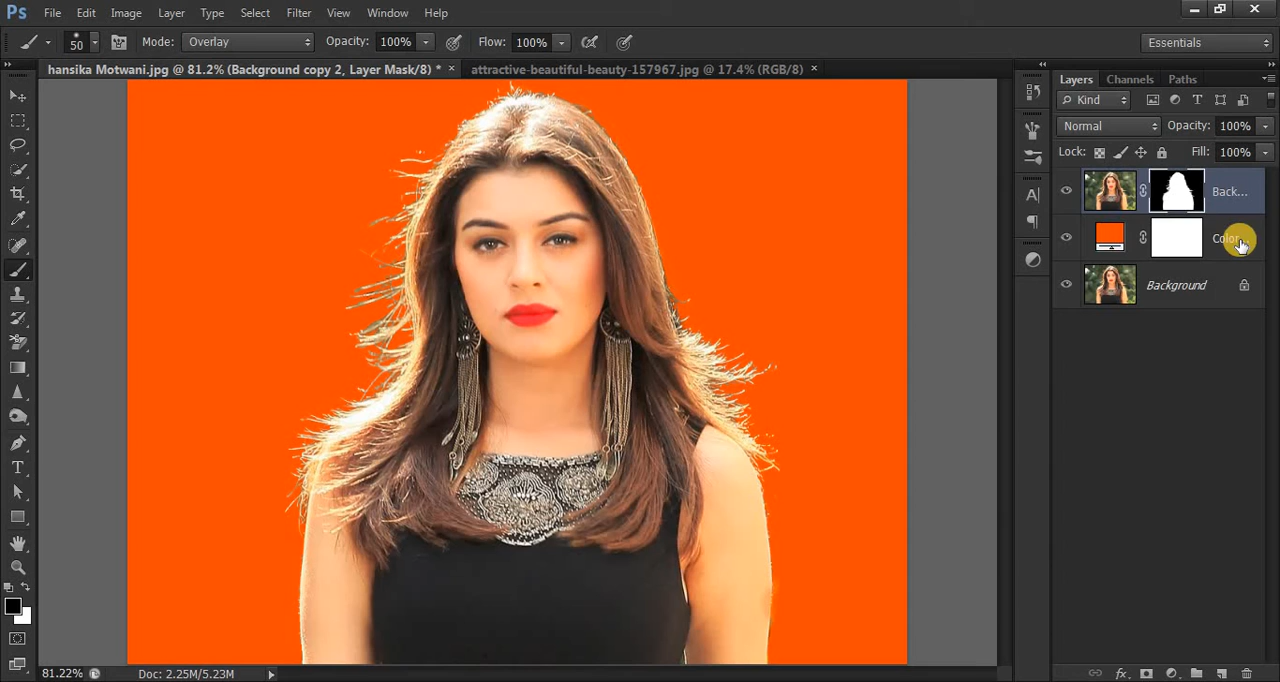 Ps File Edit Image Layer Type Select Filter View Window Help
50 Mode: Overlay Opacity: 100% Flow: 100% Essentials
hansika Motwani.jpg @ 81.2% (Background copy 2, Layer Mask/8) * × attractive-beautiful-beauty-157967.jpg @ 17.4% (RGB/8) ×
Layers Channels Paths
Kind
Normal Opacity: 100%
Lock: Fill: 100%
Back...
Color...
Background
81.22% Doc: 2.25M/5.23M